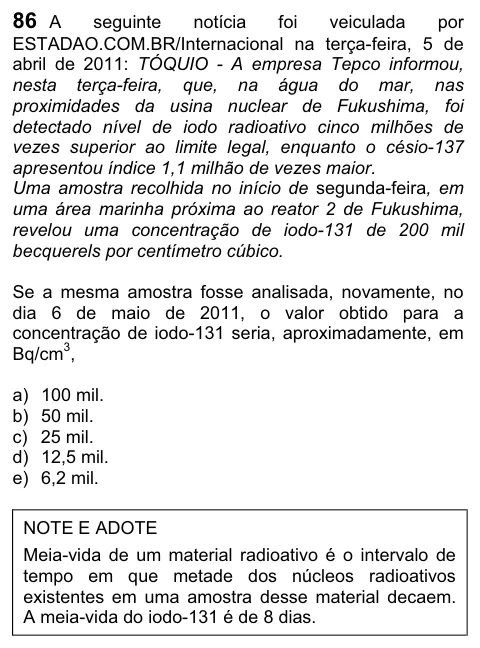 86 A seguinte notícia foi veiculada por
ESTADAO.COM.BR/Internacional na terça-feira, 5 de
abril de 2011: TÓQUIO - A empresa Tepco informou,
nesta terça-feira, que, na água do mar, nas
proximidades da usina nuclear de Fukushima, foi
detectado nível de iodo radioativo cinco milhões de
vezes superior ao limite legal, enquanto o césio-137
apresentou índice 1,1 milhão de vezes maior.
Uma amostra recolhida no início de segunda-feira, em
uma área marinha próxima ao reator 2 de Fukushima,
revelou uma concentração de iodo-131 de 200 mil
becquerels por centímetro cúbico.
Se a mesma amostra fosse analisada, novamente, no
dia 6 de maio de 2011, o valor obtido para a
concentração de iodo-131 seria, aproximadamente, em
Bq/cm³,
a) 100 mil.
b) 50 mil.
c) 25 mil.
d) 12,5 mil.
e) 6,2 mil.
NOTE E ADOTE
Meia-vida de um material radioativo é o intervalo de
tempo em que metade dos núcleos radioativos
existentes em uma amostra desse material decaem.
A meia-vida do iodo-131 é de 8 dias.